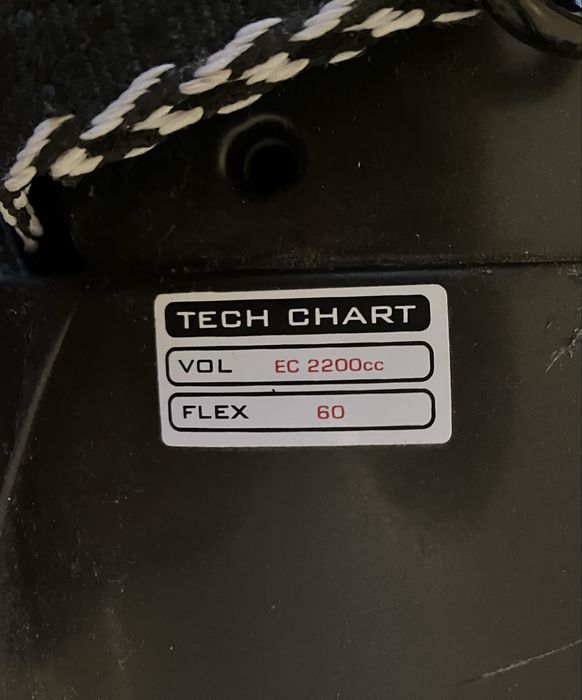 TECH CHART
VOL EC 2200cc
FLEX 60